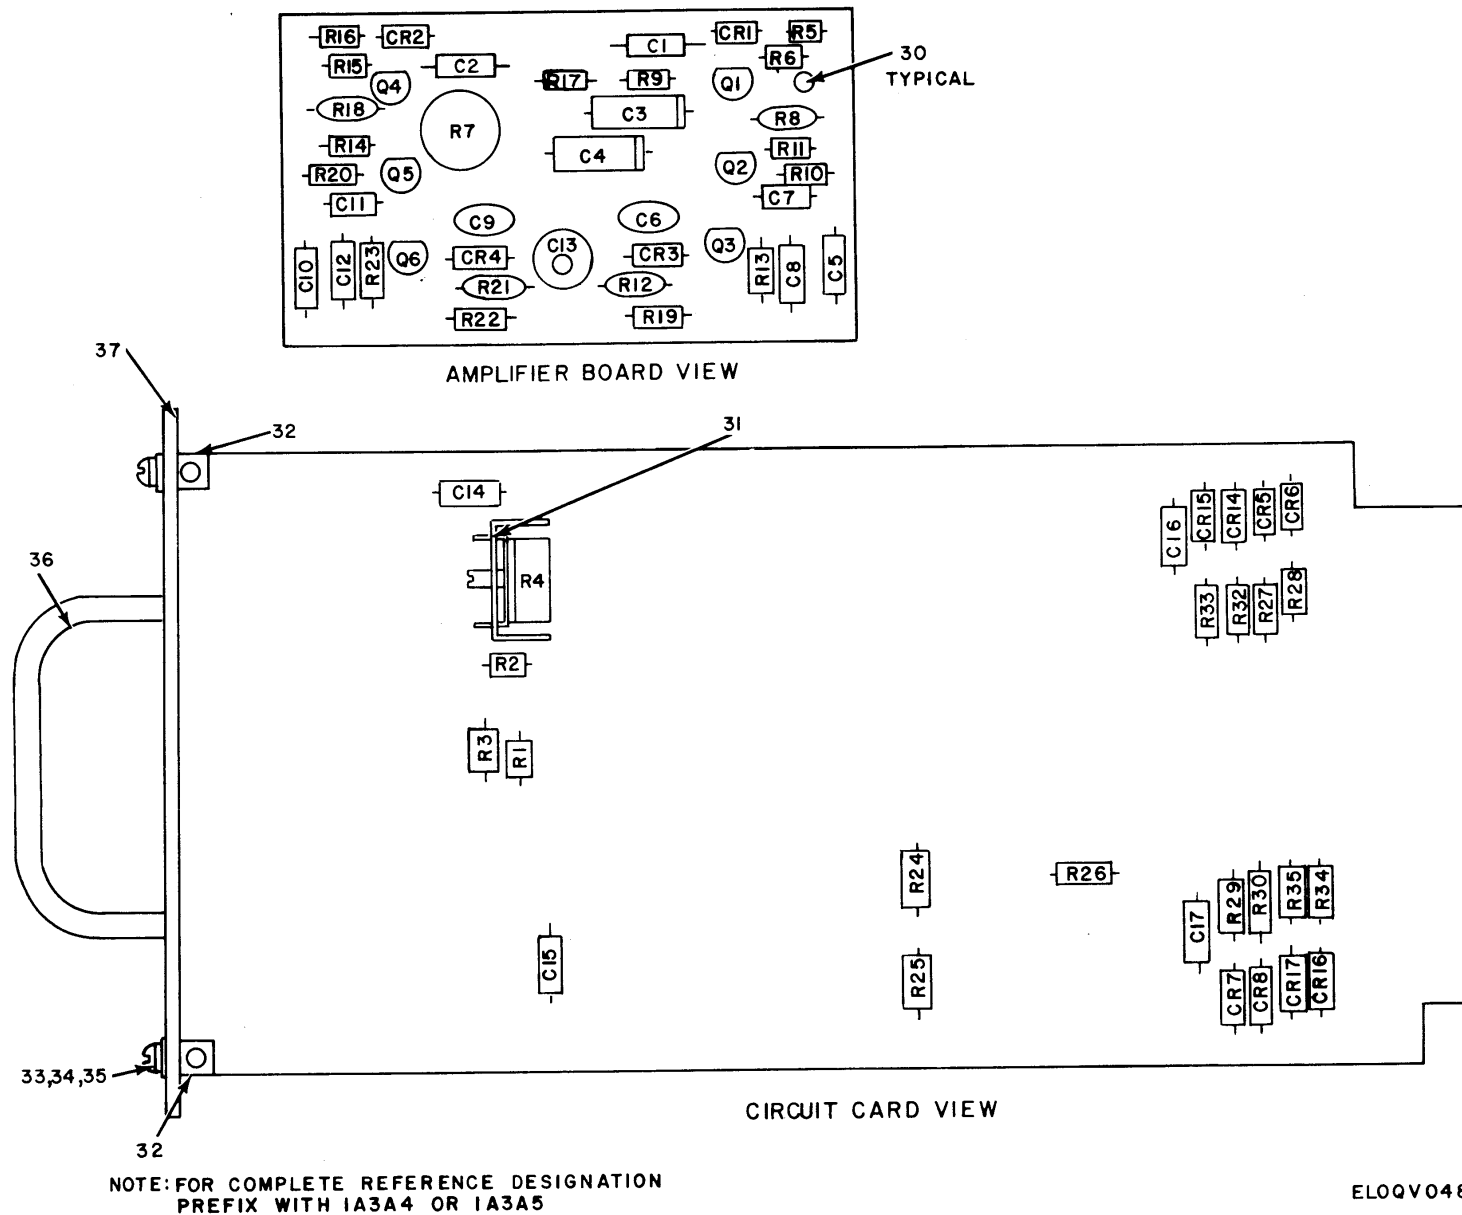 R16 CR2 CR1 R5
C1
R6
30
TYPICAL
R15 C2
Q4 R17 R9 Q1
R18 R7 C3 R8
R14 C4 R11
R20 Q5 Q2 R10
C11 C7
C9 C6
C10 C12 R23 Q6 CR4 C13 CR3 Q3 R13 C8 C5
R21 R12
R22 R19
AMPLIFIER BOARD VIEW
37
32
31
C14
C16 CR15 CR14 CR5 CR6
36
R4
R33 R32 R27 R28
R2
R3 R1
R24 R26
C17 R29 R30 R35 R34
C15 R25
CR7 CR8 CR17 CR16
33,34,35
32
CIRCUIT CARD VIEW
NOTE: FOR COMPLETE REFERENCE DESIGNATION
PREFIX WITH 1A3A4 OR 1A3A5
ELOQV048